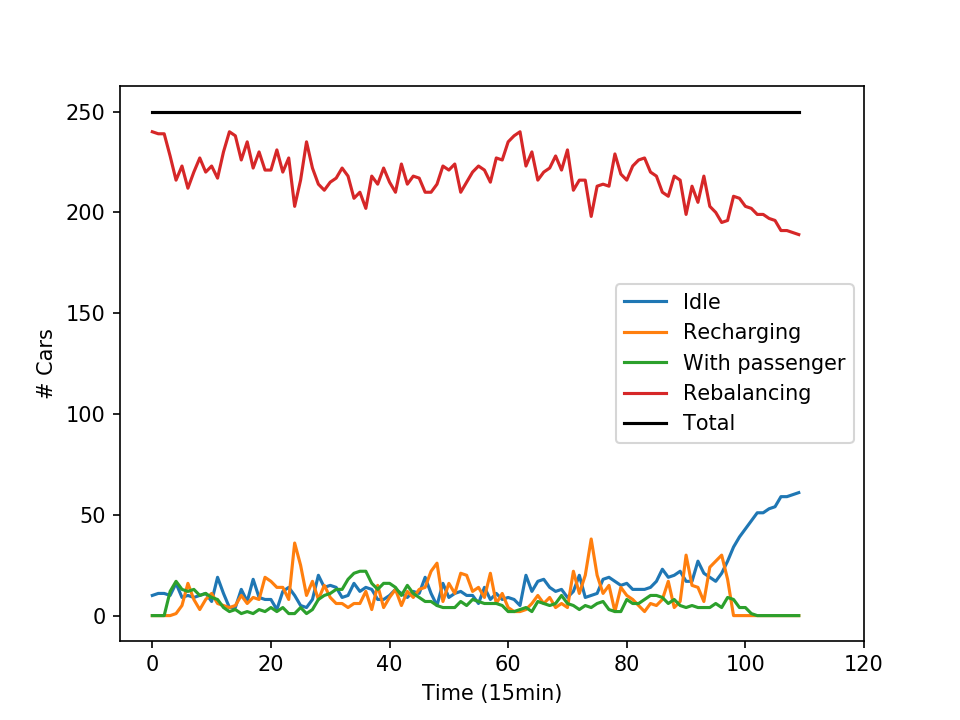 250
200
150
100
50
0
# Cars
Idle
Recharging
With passenger
Rebalancing
Total
0 20 40 60 80 100 120
Time (15min)